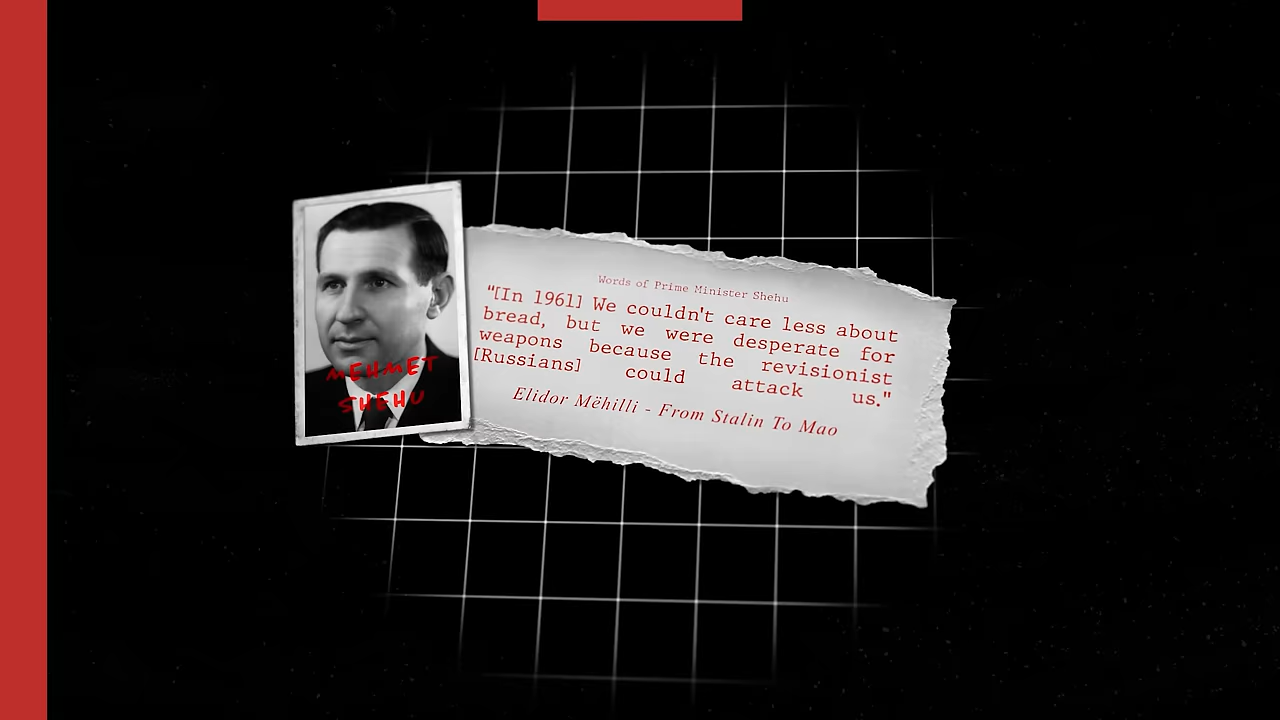 MEHMET
SHEHU
Words of Prime Minister Shehu
"[In 1961] We couldn't care less about
bread, but we were desperate for
weapons because the revisionist
[Russians] could attack us."
Elidor Mëhilli - From Stalin To Mao